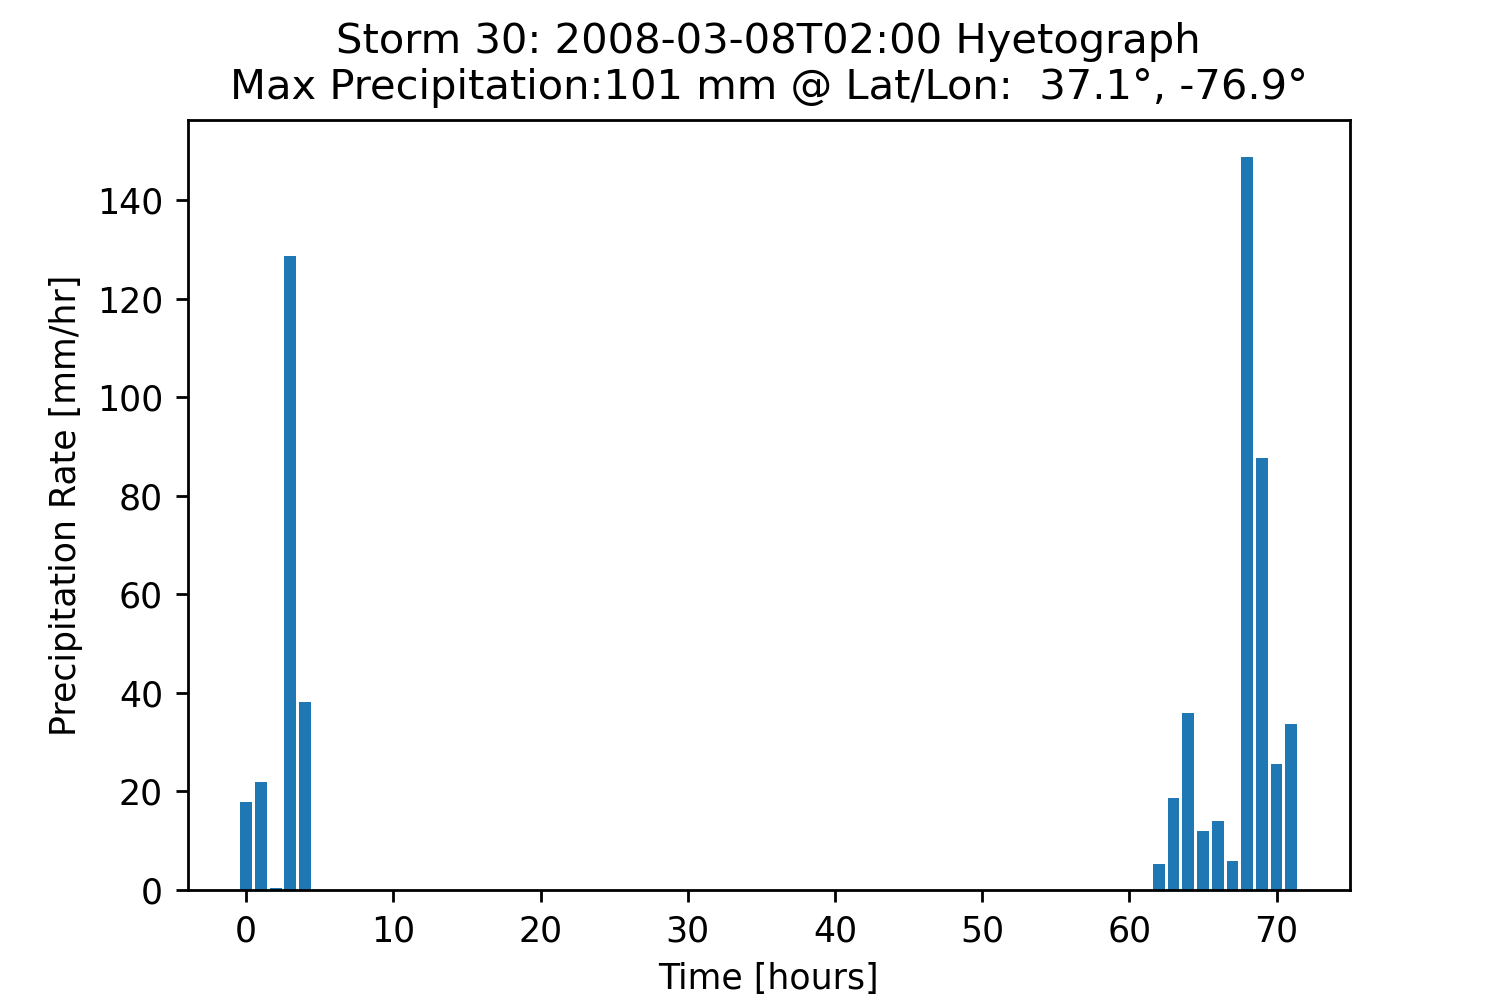 Storm 30: 2008-03-08T02:00 Hyetograph
Max Precipitation:101 mm @ Lat/Lon:  37.1°, -76.9°
Precipitation Rate [mm/hr]
140
120
100
80
60
40
20
0
0 10 20 30 40 50 60 70
Time [hours]